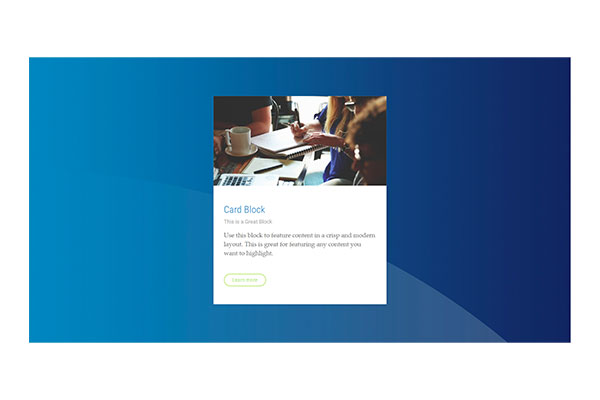 Card Block
This is a Great Block
Use this block to feature content in a crisp and modern
layout. This is great for featuring any content you
want to highlight.
Learn more